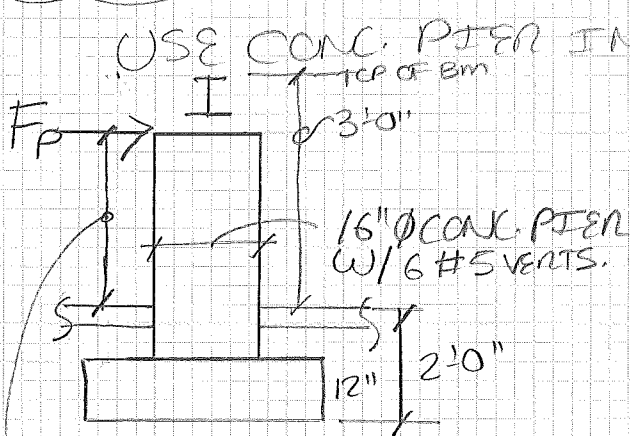 USE CONC. PIER IN
TOP OF BM
Fp
3'-0"
16"Ø CONC. PIER
W/ 6 #5 VERTS.
12"
2'-0"